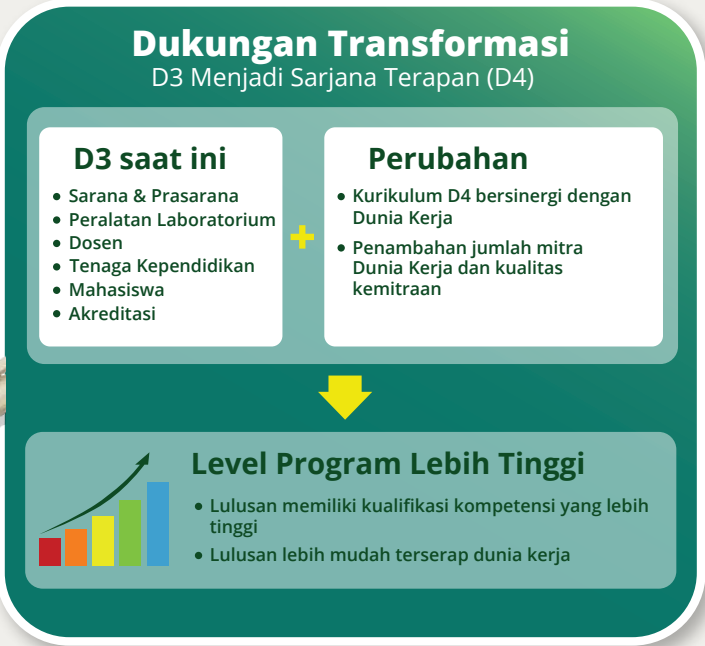 Dukungan Transformasi
D3 Menjadi Sarjana Terapan (D4)
D3 saat ini
• Sarana & Prasarana
• Peralatan Laboratorium
• Dosen
• Tenaga Kependidikan
• Mahasiswa
• Akreditasi
+
Perubahan
• Kurikulum D4 bersinergi dengan
Dunia Kerja
• Penambahan jumlah mitra
Dunia Kerja dan kualitas
kemitraan
Level Program Lebih Tinggi
• Lulusan memiliki kualifikasi kompetensi yang lebih
tinggi
• Lulusan lebih mudah terserap dunia kerja